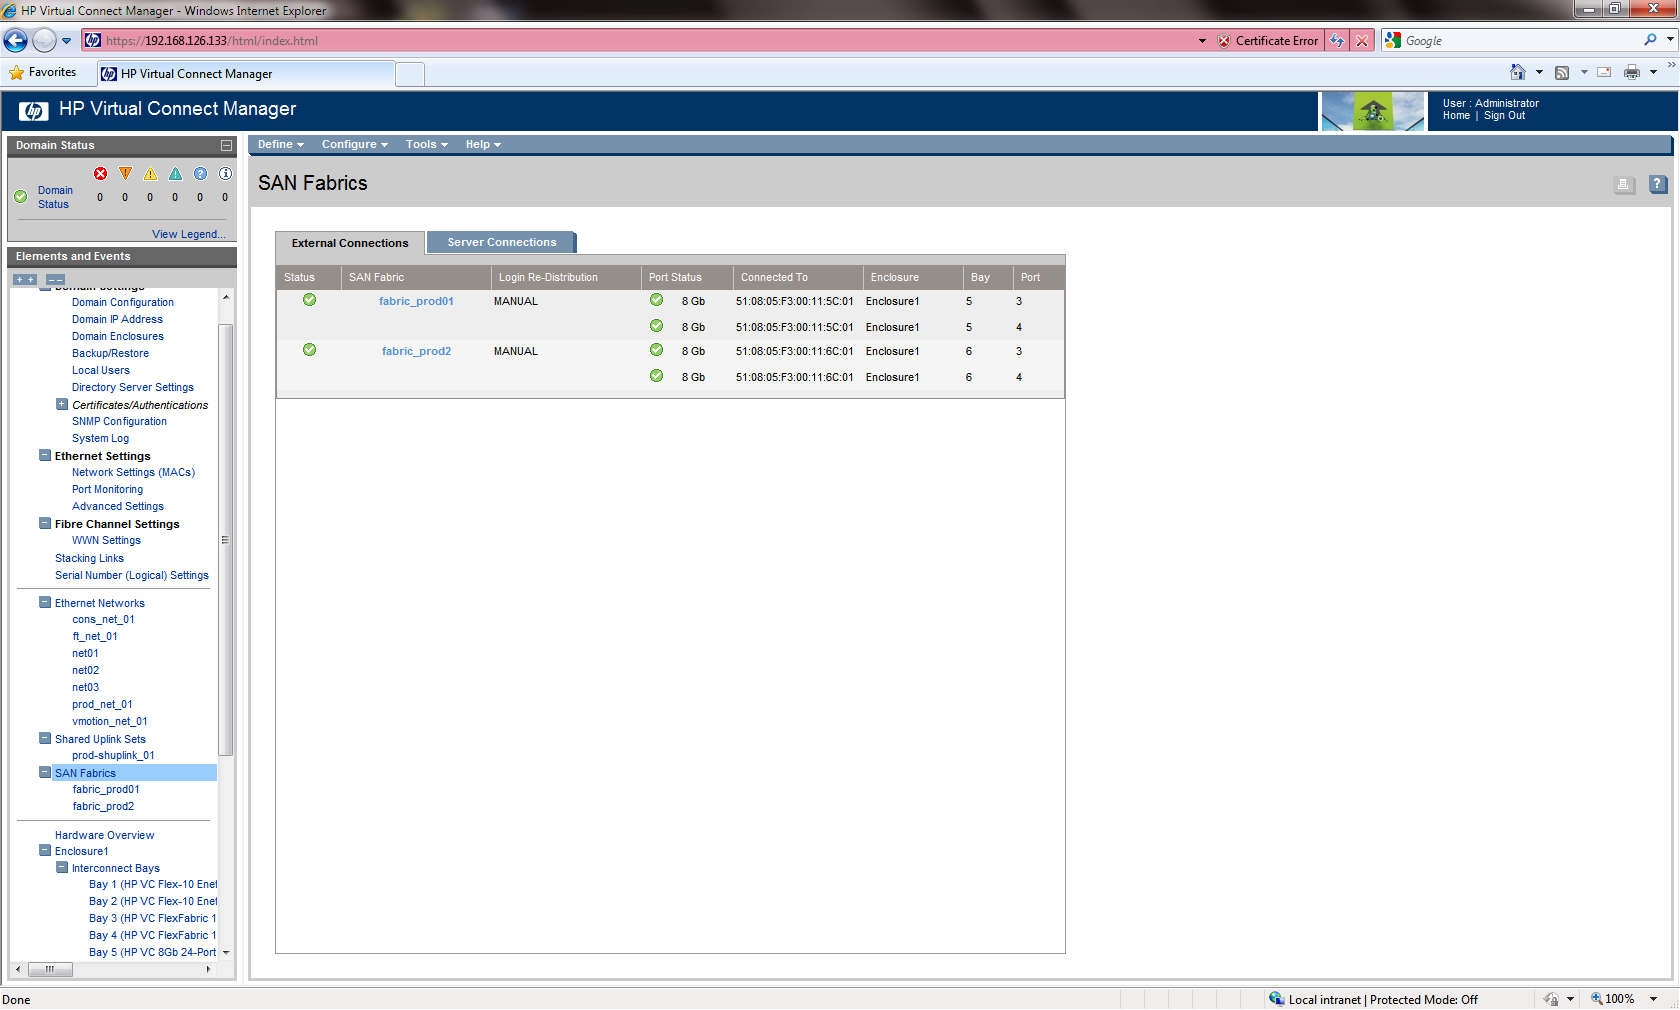 HP Virtual Connect Manager - Windows Internet Explorer
https://192.168.126.133/html/index.html
Certificate Error
Google
Favorites
HP Virtual Connect Manager
hp HP Virtual Connect Manager
User : Administrator
Home | Sign Out
Domain Status
Domain Status
0 0 0 0 0 0
View Legend...
Elements and Events
Domain Settings
Domain Configuration
Domain IP Address
Domain Enclosures
Backup/Restore
Local Users
Directory Server Settings
Certificates/Authentications
SNMP Configuration
System Log
Ethernet Settings
Network Settings (MACs)
Port Monitoring
Advanced Settings
Fibre Channel Settings
WWN Settings
Stacking Links
Serial Number (Logical) Settings
Ethernet Networks
cons_net_01
ft_net_01
net01
net02
net03
prod_net_01
vmotion_net_01
Shared Uplink Sets
prod-shuplink_01
SAN Fabrics
fabric_prod01
fabric_prod2
Hardware Overview
Enclosure1
Interconnect Bays
Bay 1 (HP VC Flex-10 Enet
Bay 2 (HP VC Flex-10 Enet
Bay 3 (HP VC FlexFabric 1
Bay 4 (HP VC FlexFabric 1
Bay 5 (HP VC 8Gb 24-Port
Define Configure Tools Help
SAN Fabrics
External Connections Server Connections
Status SAN Fabric Login Re-Distribution Port Status Connected To Enclosure Bay Port
fabric_prod01 MANUAL 8 Gb 51:08:05:F3:00:11:5C:01 Enclosure1 5 3
8 Gb 51:08:05:F3:00:11:5C:01 Enclosure1 5 4
fabric_prod2 MANUAL 8 Gb 51:08:05:F3:00:11:6C:01 Enclosure1 6 3
8 Gb 51:08:05:F3:00:11:6C:01 Enclosure1 6 4
Done
Local intranet | Protected Mode: Off
100%